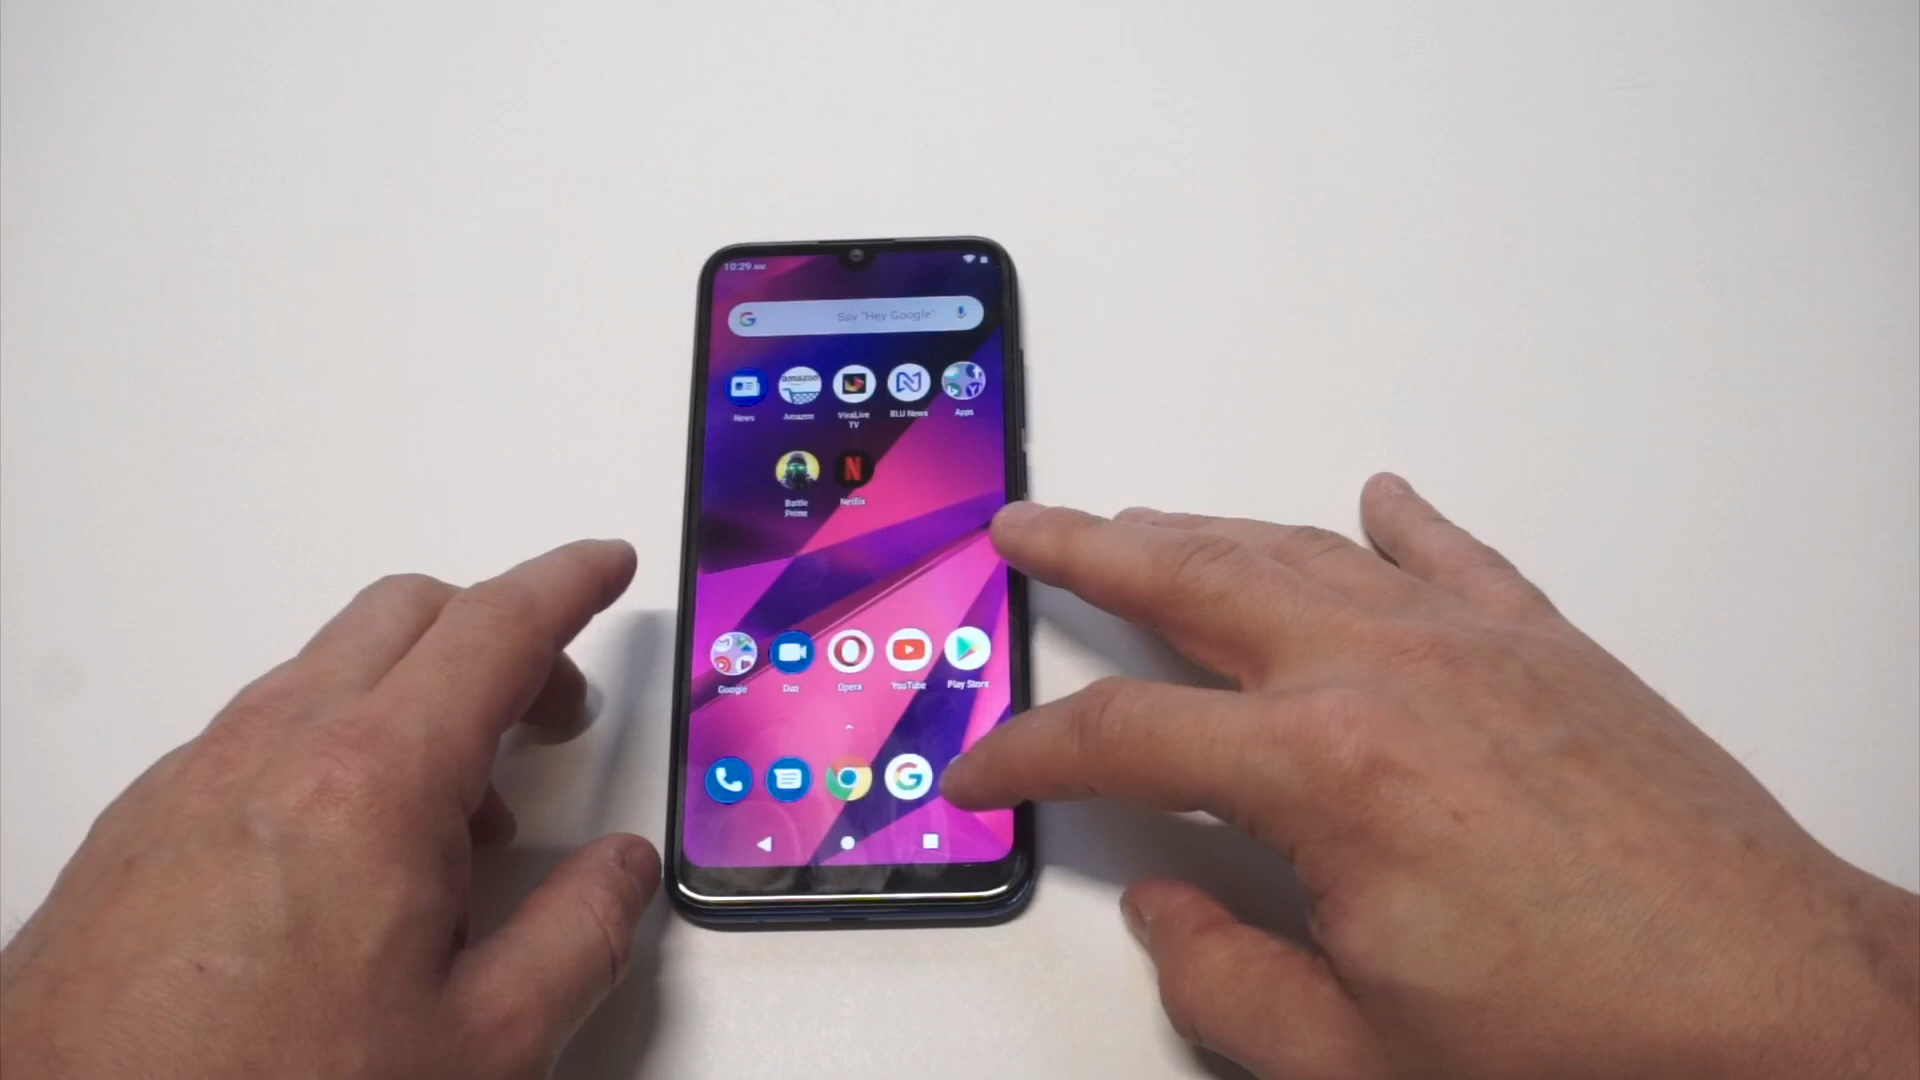 10:29 AM
Say "Hey Google"
amazon
News
Amazon
VivaLive
TV
BLU News
Apps
Battle
Prime
Netflix
Google
Duo
Opera
YouTube
Play Store